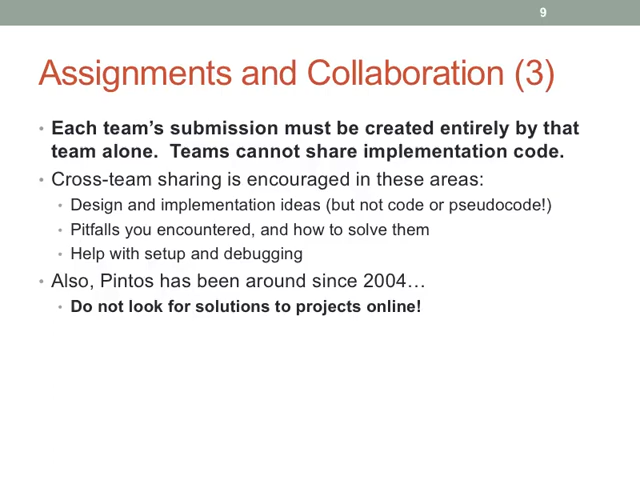 9
Assignments and Collaboration (3)
• Each team's submission must be created entirely by that
team alone.  Teams cannot share implementation code.
• Cross-team sharing is encouraged in these areas:
• Design and implementation ideas (but not code or pseudocode!)
• Pitfalls you encountered, and how to solve them
• Help with setup and debugging
• Also, Pintos has been around since 2004…
• Do not look for solutions to projects online!